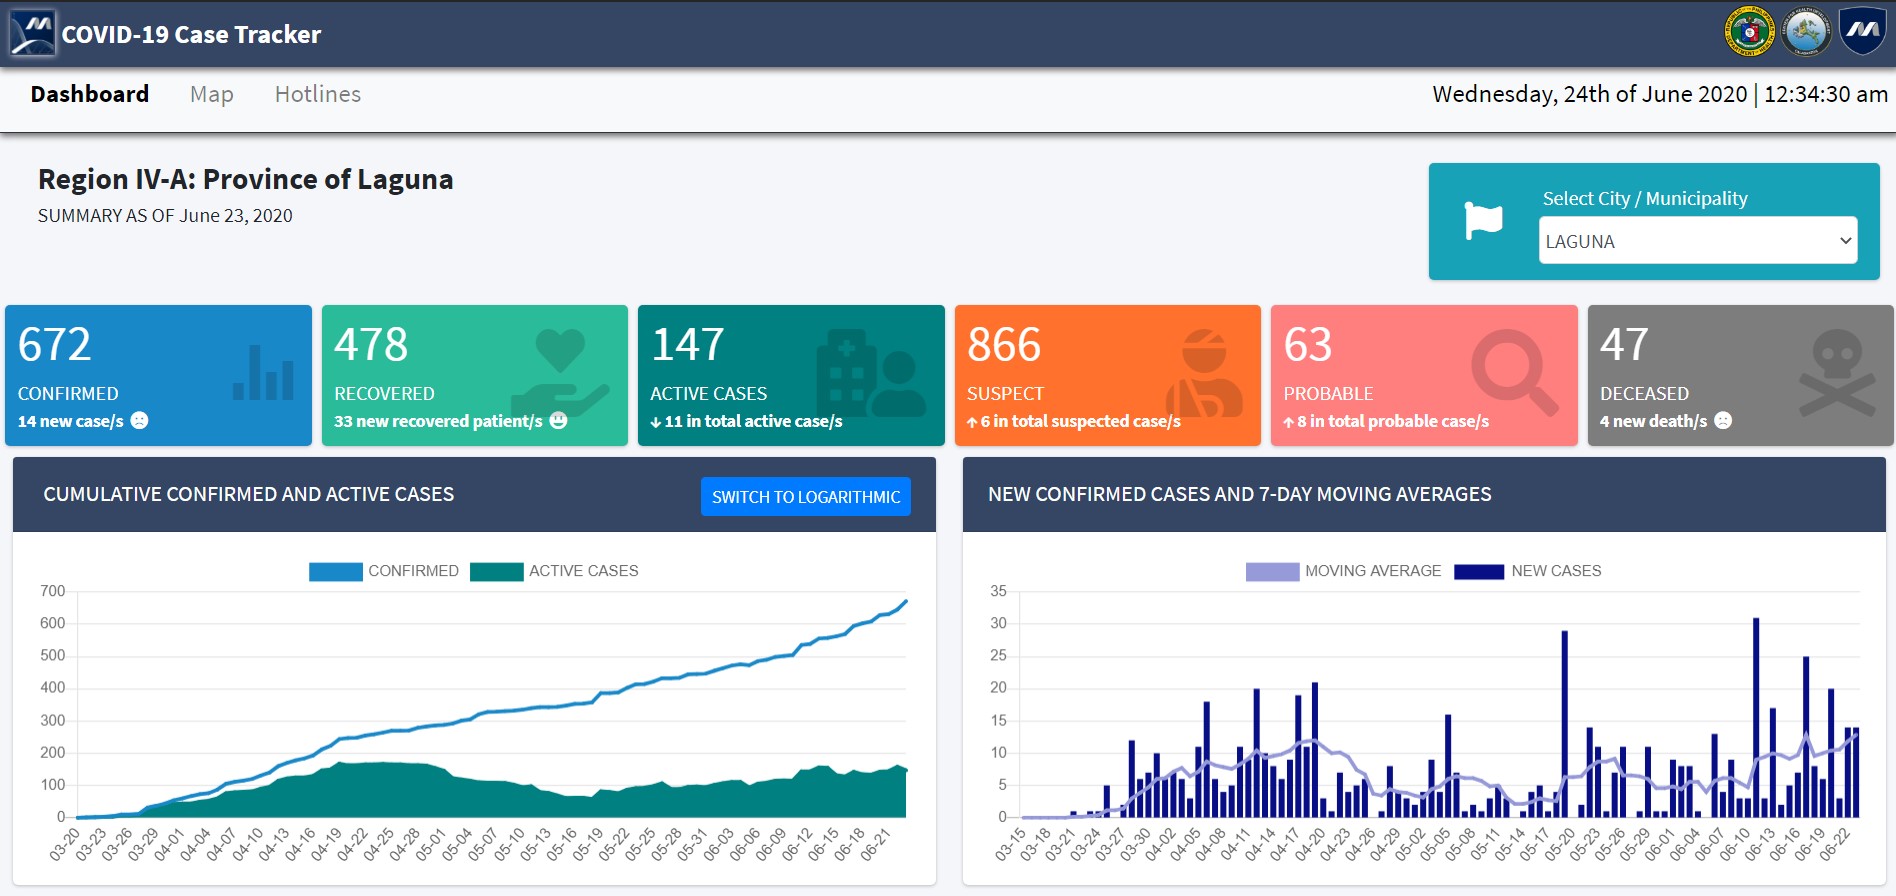 COVID-19 Case Tracker
Dashboard Map Hotlines
Wednesday, 24th of June 2020 | 12:34:30 am
Region IV-A: Province of Laguna
SUMMARY AS OF June 23, 2020
Select City / Municipality
LAGUNA
672
CONFIRMED
14 new case/s
478
RECOVERED
33 new recovered patient/s
147
ACTIVE CASES
11 in total active case/s
866
SUSPECT
6 in total suspected case/s
63
PROBABLE
8 in total probable case/s
47
DECEASED
4 new death/s
CUMULATIVE CONFIRMED AND ACTIVE CASES
SWITCH TO LOGARITHMIC
CONFIRMED ACTIVE CASES
700
600
500
400
300
200
100
0
03-20 03-23 03-26 03-29 04-01 04-04 04-07 04-10 04-13 04-16 04-19 04-22 04-25 04-28 05-01 05-04 05-07 05-10 05-13 05-16 05-19 05-22 05-25 05-28 05-31 06-03 06-06 06-09 06-12 06-15 06-18 06-21
NEW CONFIRMED CASES AND 7-DAY MOVING AVERAGES
MOVING AVERAGE NEW CASES
35
30
25
20
15
10
5
0
03-15 03-18 03-21 03-24 03-27 03-30 04-02 04-05 04-08 04-11 04-14 04-17 04-20 04-23 04-26 04-29 05-02 05-05 05-08 05-11 05-14 05-17 05-20 05-23 05-26 05-29 06-01 06-04 06-07 06-10 06-13 06-16 06-19 06-22